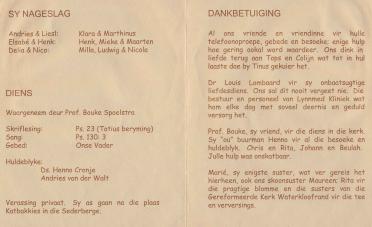 SY NAGESLAG
Andries & Liesl: Klara & Marthinus
Elsabé & Henk: Henk, Mieke & Maarten
Delia & Nico: Milla, Ludwig & Nicola
DIENS
Waargeneem deur Prof. Bouke Spoelstra
Skriflesing: Ps. 23 (Totius beryming)
Sang: Ps. 130: 3
Gebed: Onse Vader
Huldeblyke:
Ds. Henno Cronje
Andries van der Walt
Verassing privaat. Sy as gaan na die plaas
Katbakkies in die Sederberge.
DANKBETUIGING
Al ons vriende en vriendinne vir hulle
telefoonproepe, gebede en besoeke; enige hulp
hoe gering ookal word waardeer. Ons dink in
liefde terug aan Tops en Colijn wat tot in hul
laaste dae by Tinus gekuier het.
Dr Louis Lombaard vir sy onbaatsugtige
liefdesdiens. Ons sal dit nooit vergeet nie. Die
bestuur en personeel van Lynnmed Kliniek wat
hom elke dag met soveel deernis en geduld
versorg het.
Prof. Bouke, sy vriend, vir die diens in die kerk.
Sy "ou" buurman Henno vir al die besoeke en
huldeblyk. Chris en Rita, Johann en Beulah.
Julle hulp was onskatbaar.
Marié, sy enigste suster, wat ver gereis het
hierheen, ook ons skoonsuster Maureen; Rita vir
die pragtige blomme en die susters van die
Gereformeerde Kerk Waterkloofrand vir die tee
en verversings.